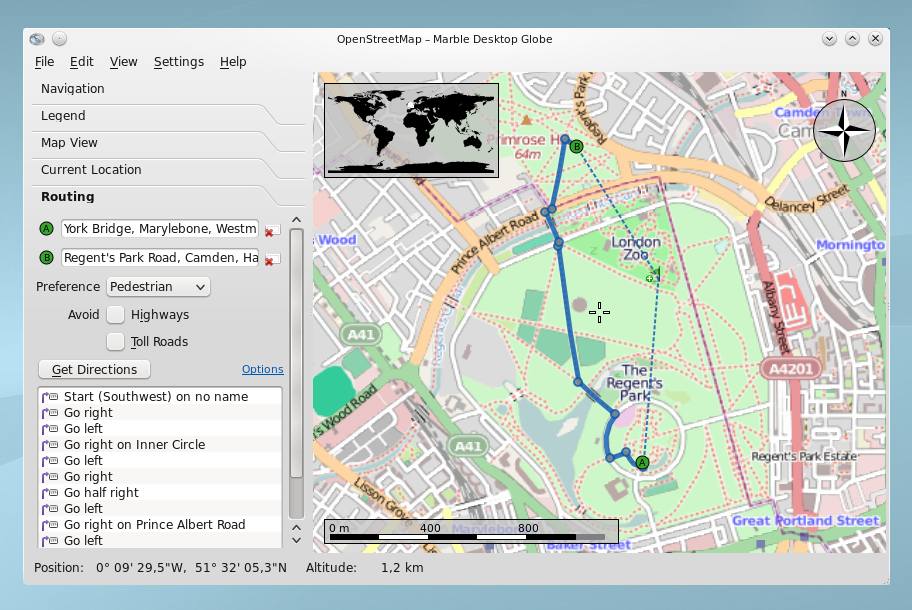 OpenStreetMap – Marble Desktop Globe
File Edit View Settings Help
Navigation
Legend
Map View
Current Location
Routing
A York Bridge, Marylebone, Westm
B Regent's Park Road, Camden, Ha
Preference Pedestrian
Avoid Highways
Toll Roads
Get Directions Options
Start (Southwest) on no name
Go right
Go left
Go right on Inner Circle
Go left
Go right
Go half right
Go left
Go right on Prince Albert Road
Go left
N
Camden Town
Cam
Primrose H
64m
B
Regent's Park
Delancey Street
Wood
Prince Albert Road
London
Zoo
Z
Mornington
Albany Street
A41
The
Regent's
Park
A4201
's Wood Road
A41
A
Regent's Park Estate
Lisson Grove
Great Portland Street
0 m 400 800
Marylebone
Baker Street
Position: 0° 09' 29,5"W, 51° 32' 05,3"N Altitude: 1,2 km